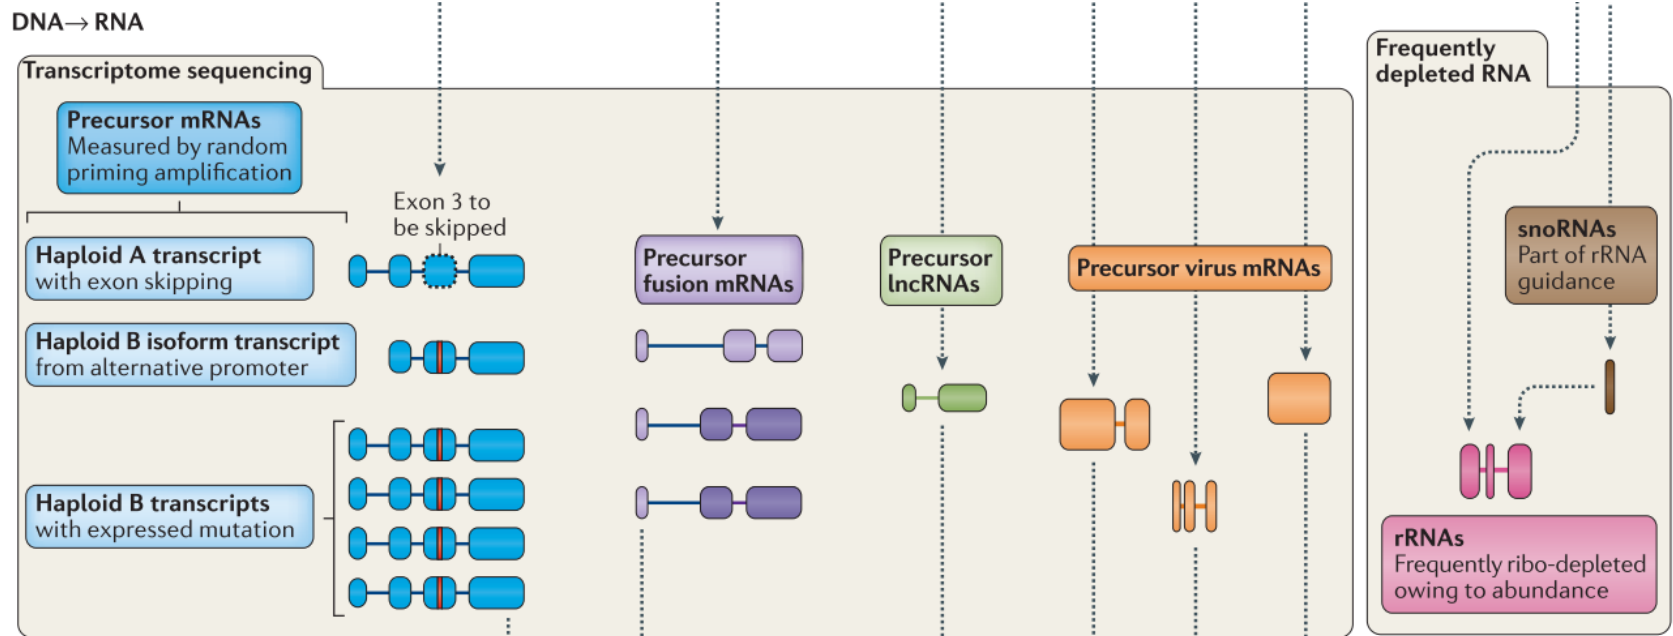 DNA→ RNA
Transcriptome sequencing
Precursor mRNAs
Measured by random
priming amplification
Exon 3 to
be skipped
Haploid A transcript
with exon skipping
Haploid B isoform transcript
from alternative promoter
Haploid B transcripts
with expressed mutation
Precursor
fusion mRNAs
Precursor
lncRNAs
Precursor virus mRNAs
Frequently
depleted RNA
snoRNAs
Part of rRNA
guidance
rRNAs
Frequently ribo-depleted
owing to abundance